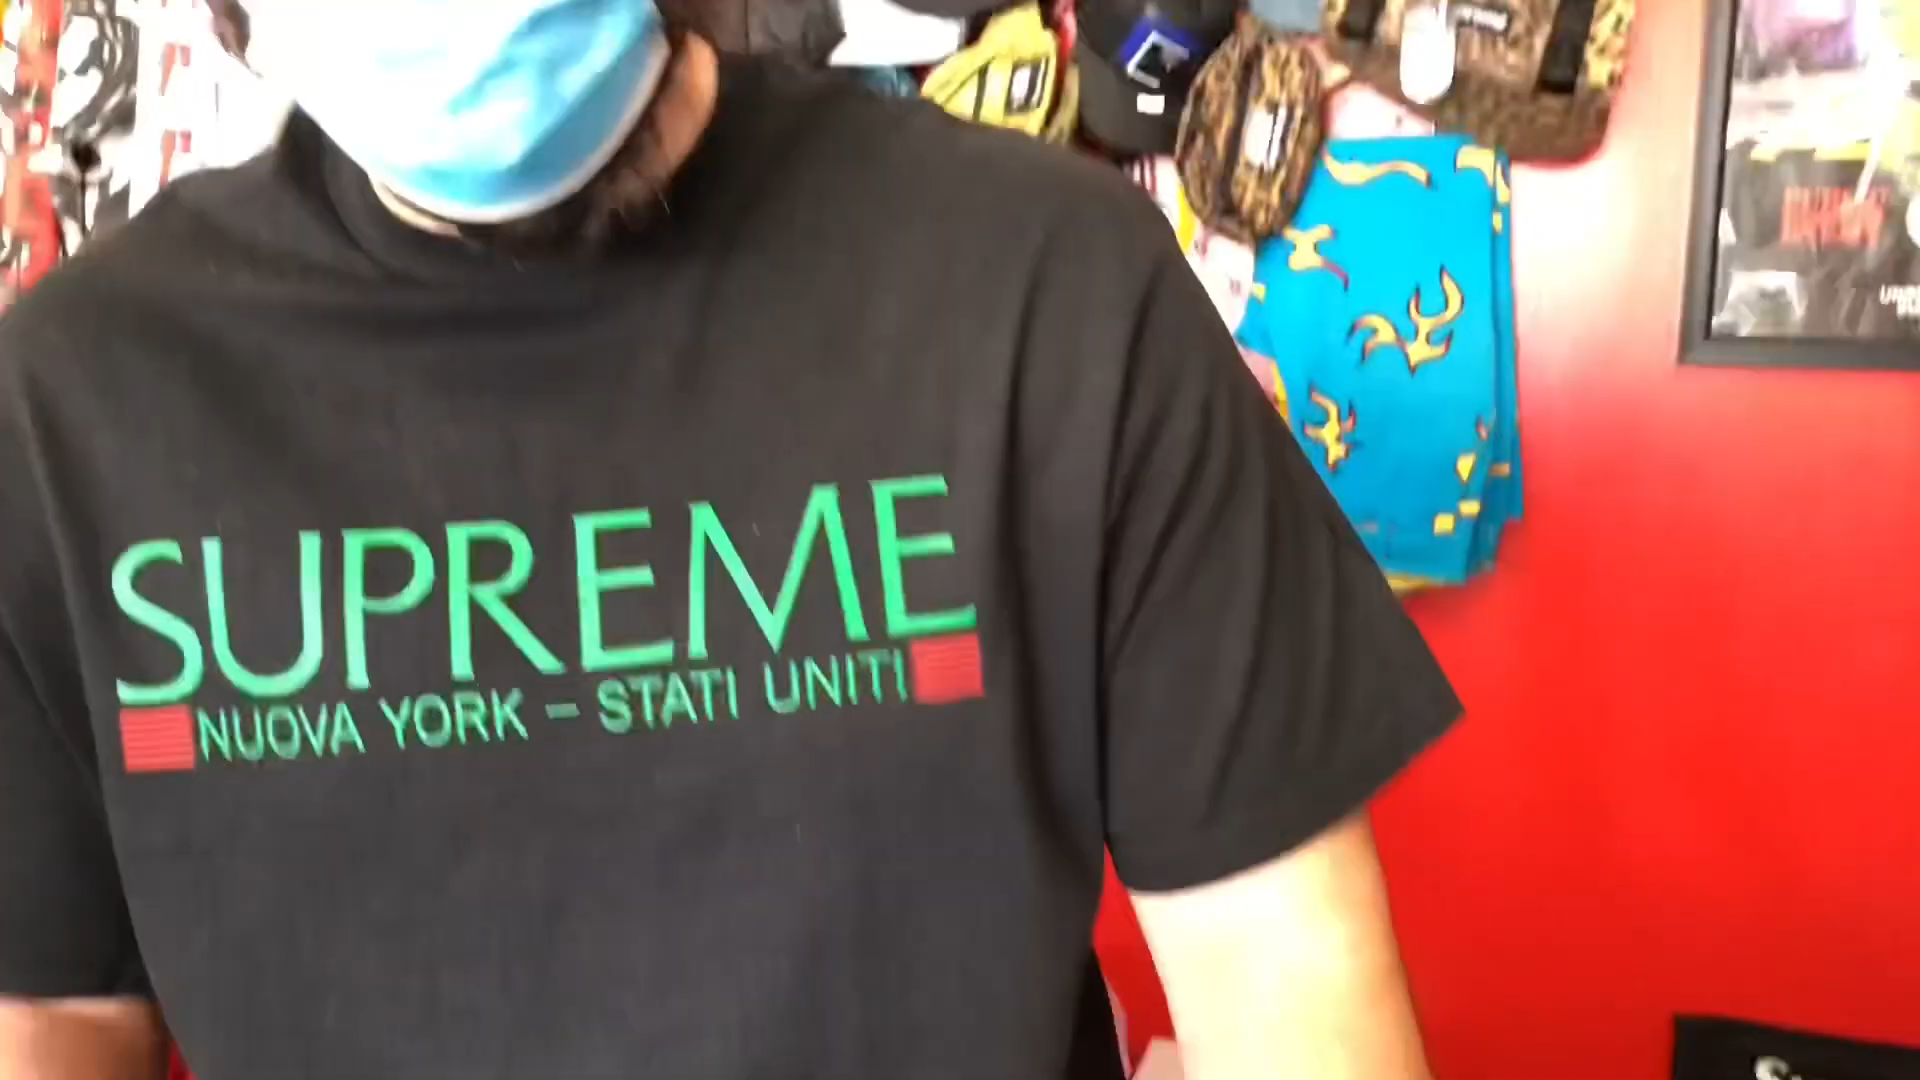 SUPREME
NUOVA YORK – STATI UNITI